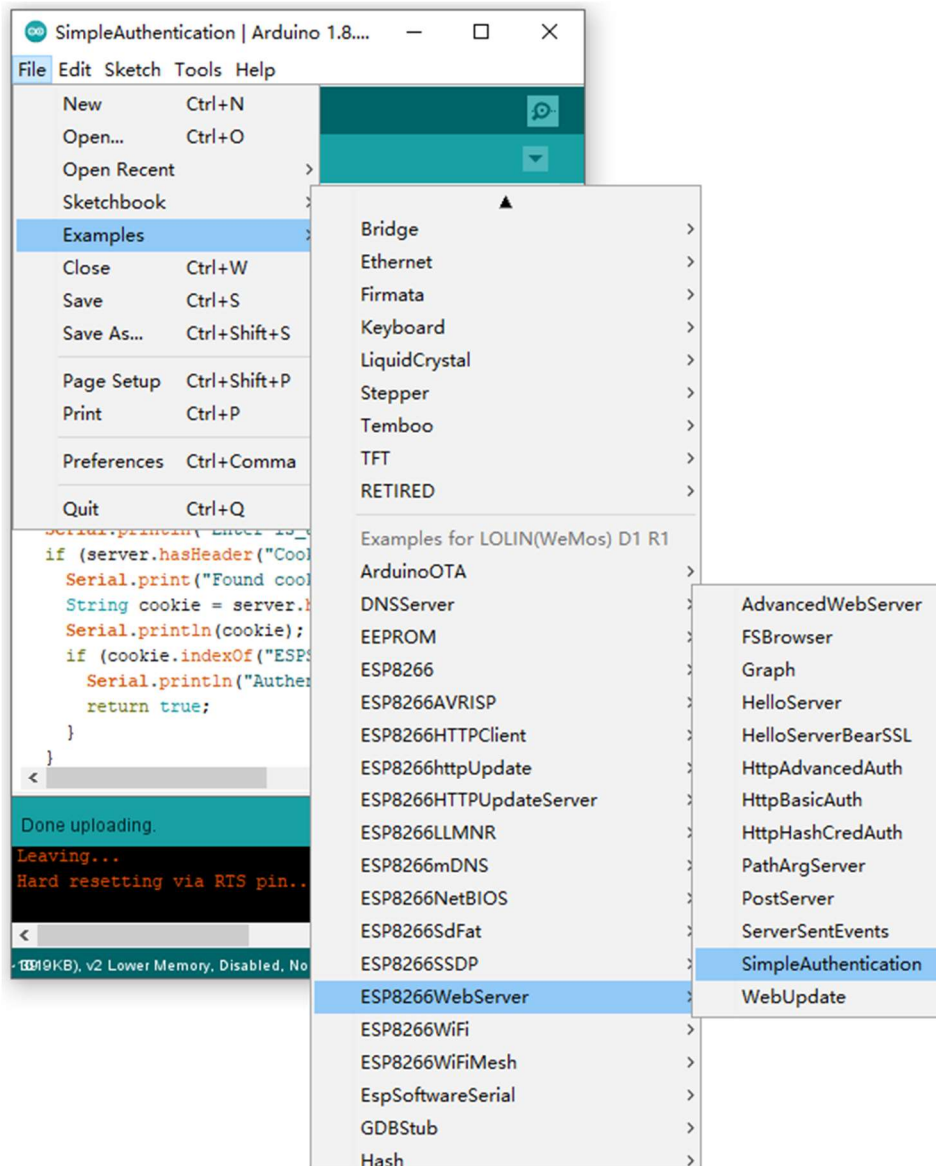 SimpleAuthentication | Arduino 1.8....
File Edit Sketch Tools Help
New Ctrl+N
Open... Ctrl+O
Open Recent
Sketchbook
Examples
Close Ctrl+W
Save Ctrl+S
Save As... Ctrl+Shift+S
Page Setup Ctrl+Shift+P
Print Ctrl+P
Preferences Ctrl+Comma
Quit Ctrl+Q
if (server.hasHeader("Cook
Serial.print("Found cook
String cookie = server.h
Serial.println(cookie);
if (cookie.indexOf("ESPS
Serial.println("Authen
return true;
}
}
Done uploading.
Leaving...
Hard resetting via RTS pin..
KB), v2 Lower Memory, Disabled, No
Bridge
Ethernet
Firmata
Keyboard
LiquidCrystal
Stepper
Temboo
TFT
RETIRED
Examples for LOLIN(WeMos) D1 R1
ArduinoOTA
DNSServer
EEPROM
ESP8266
ESP8266AVRISP
ESP8266HTTPClient
ESP8266httpUpdate
ESP8266HTTPUpdateServer
ESP8266LLMNR
ESP8266mDNS
ESP8266NetBIOS
ESP8266SdFat
ESP8266SSDP
ESP8266WebServer
ESP8266WiFi
ESP8266WiFiMesh
EspSoftwareSerial
GDBStub
Hash
AdvancedWebServer
FSBrowser
Graph
HelloServer
HelloServerBearSSL
HttpAdvancedAuth
HttpBasicAuth
HttpHashCredAuth
PathArgServer
PostServer
ServerSentEvents
SimpleAuthentication
WebUpdate